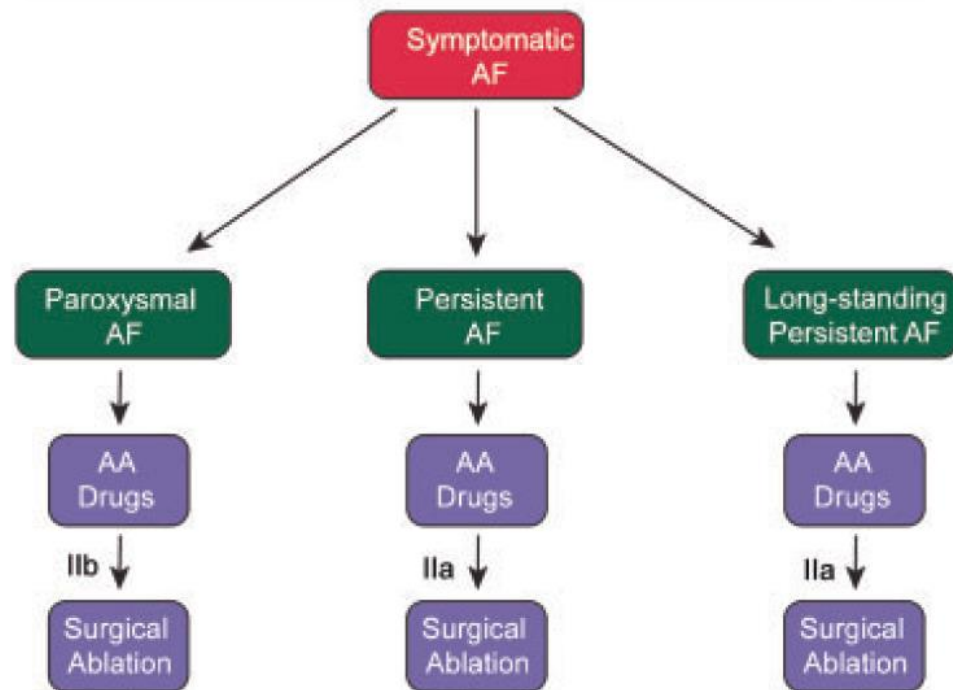 Symptomatic
AF
Paroxysmal
AF
Persistent
AF
Long-standing
Persistent AF
AA
Drugs
AA
Drugs
AA
Drugs
IIb
IIa
IIa
Surgical
Ablation
Surgical
Ablation
Surgical
Ablation